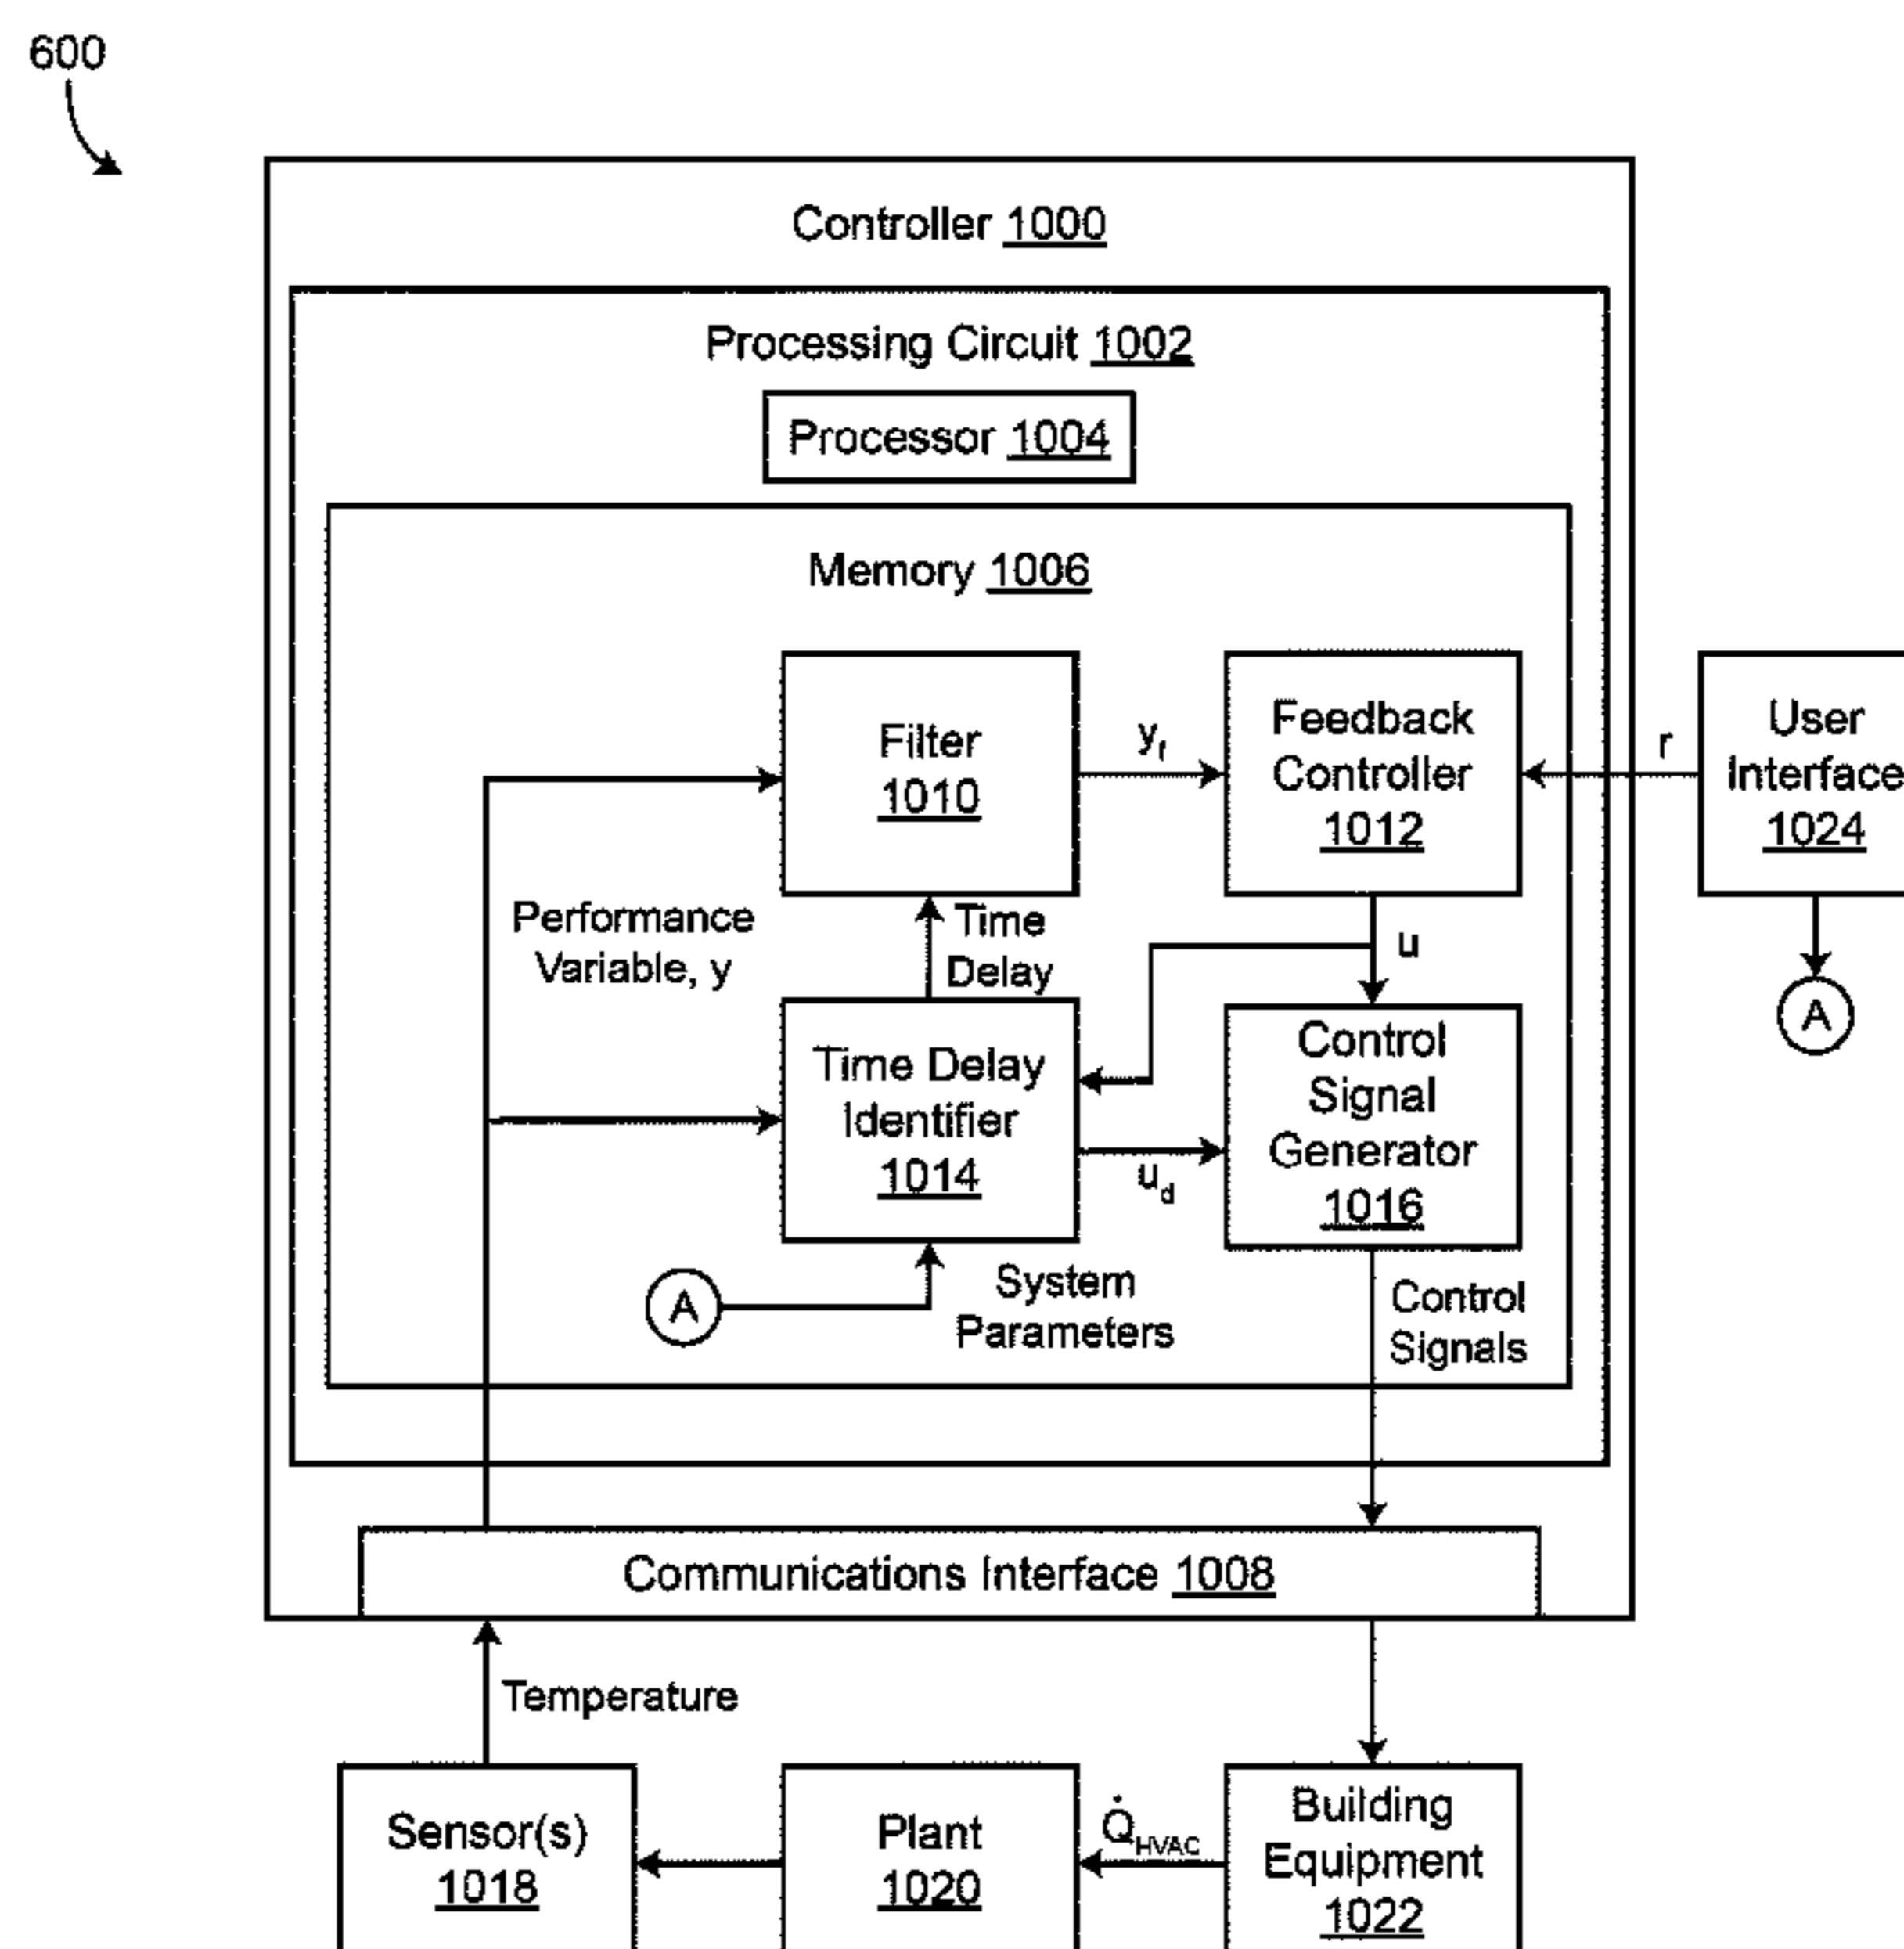 600
Controller 1000
Processing Circuit 1002
Processor 1004
Memory 1006
Filter
1010
yf
Feedback
Controller
1012
r
User
Interface
1024
Performance
Variable, y
Time
Delay
u
A
Time Delay
Identifier
1014
ud
Control
Signal
Generator
1016
A
System
Parameters
Control
Signals
Communications Interface 1008
Temperature
Sensor(s)
1018
Plant
1020
Q̇HVAC
Building
Equipment
1022